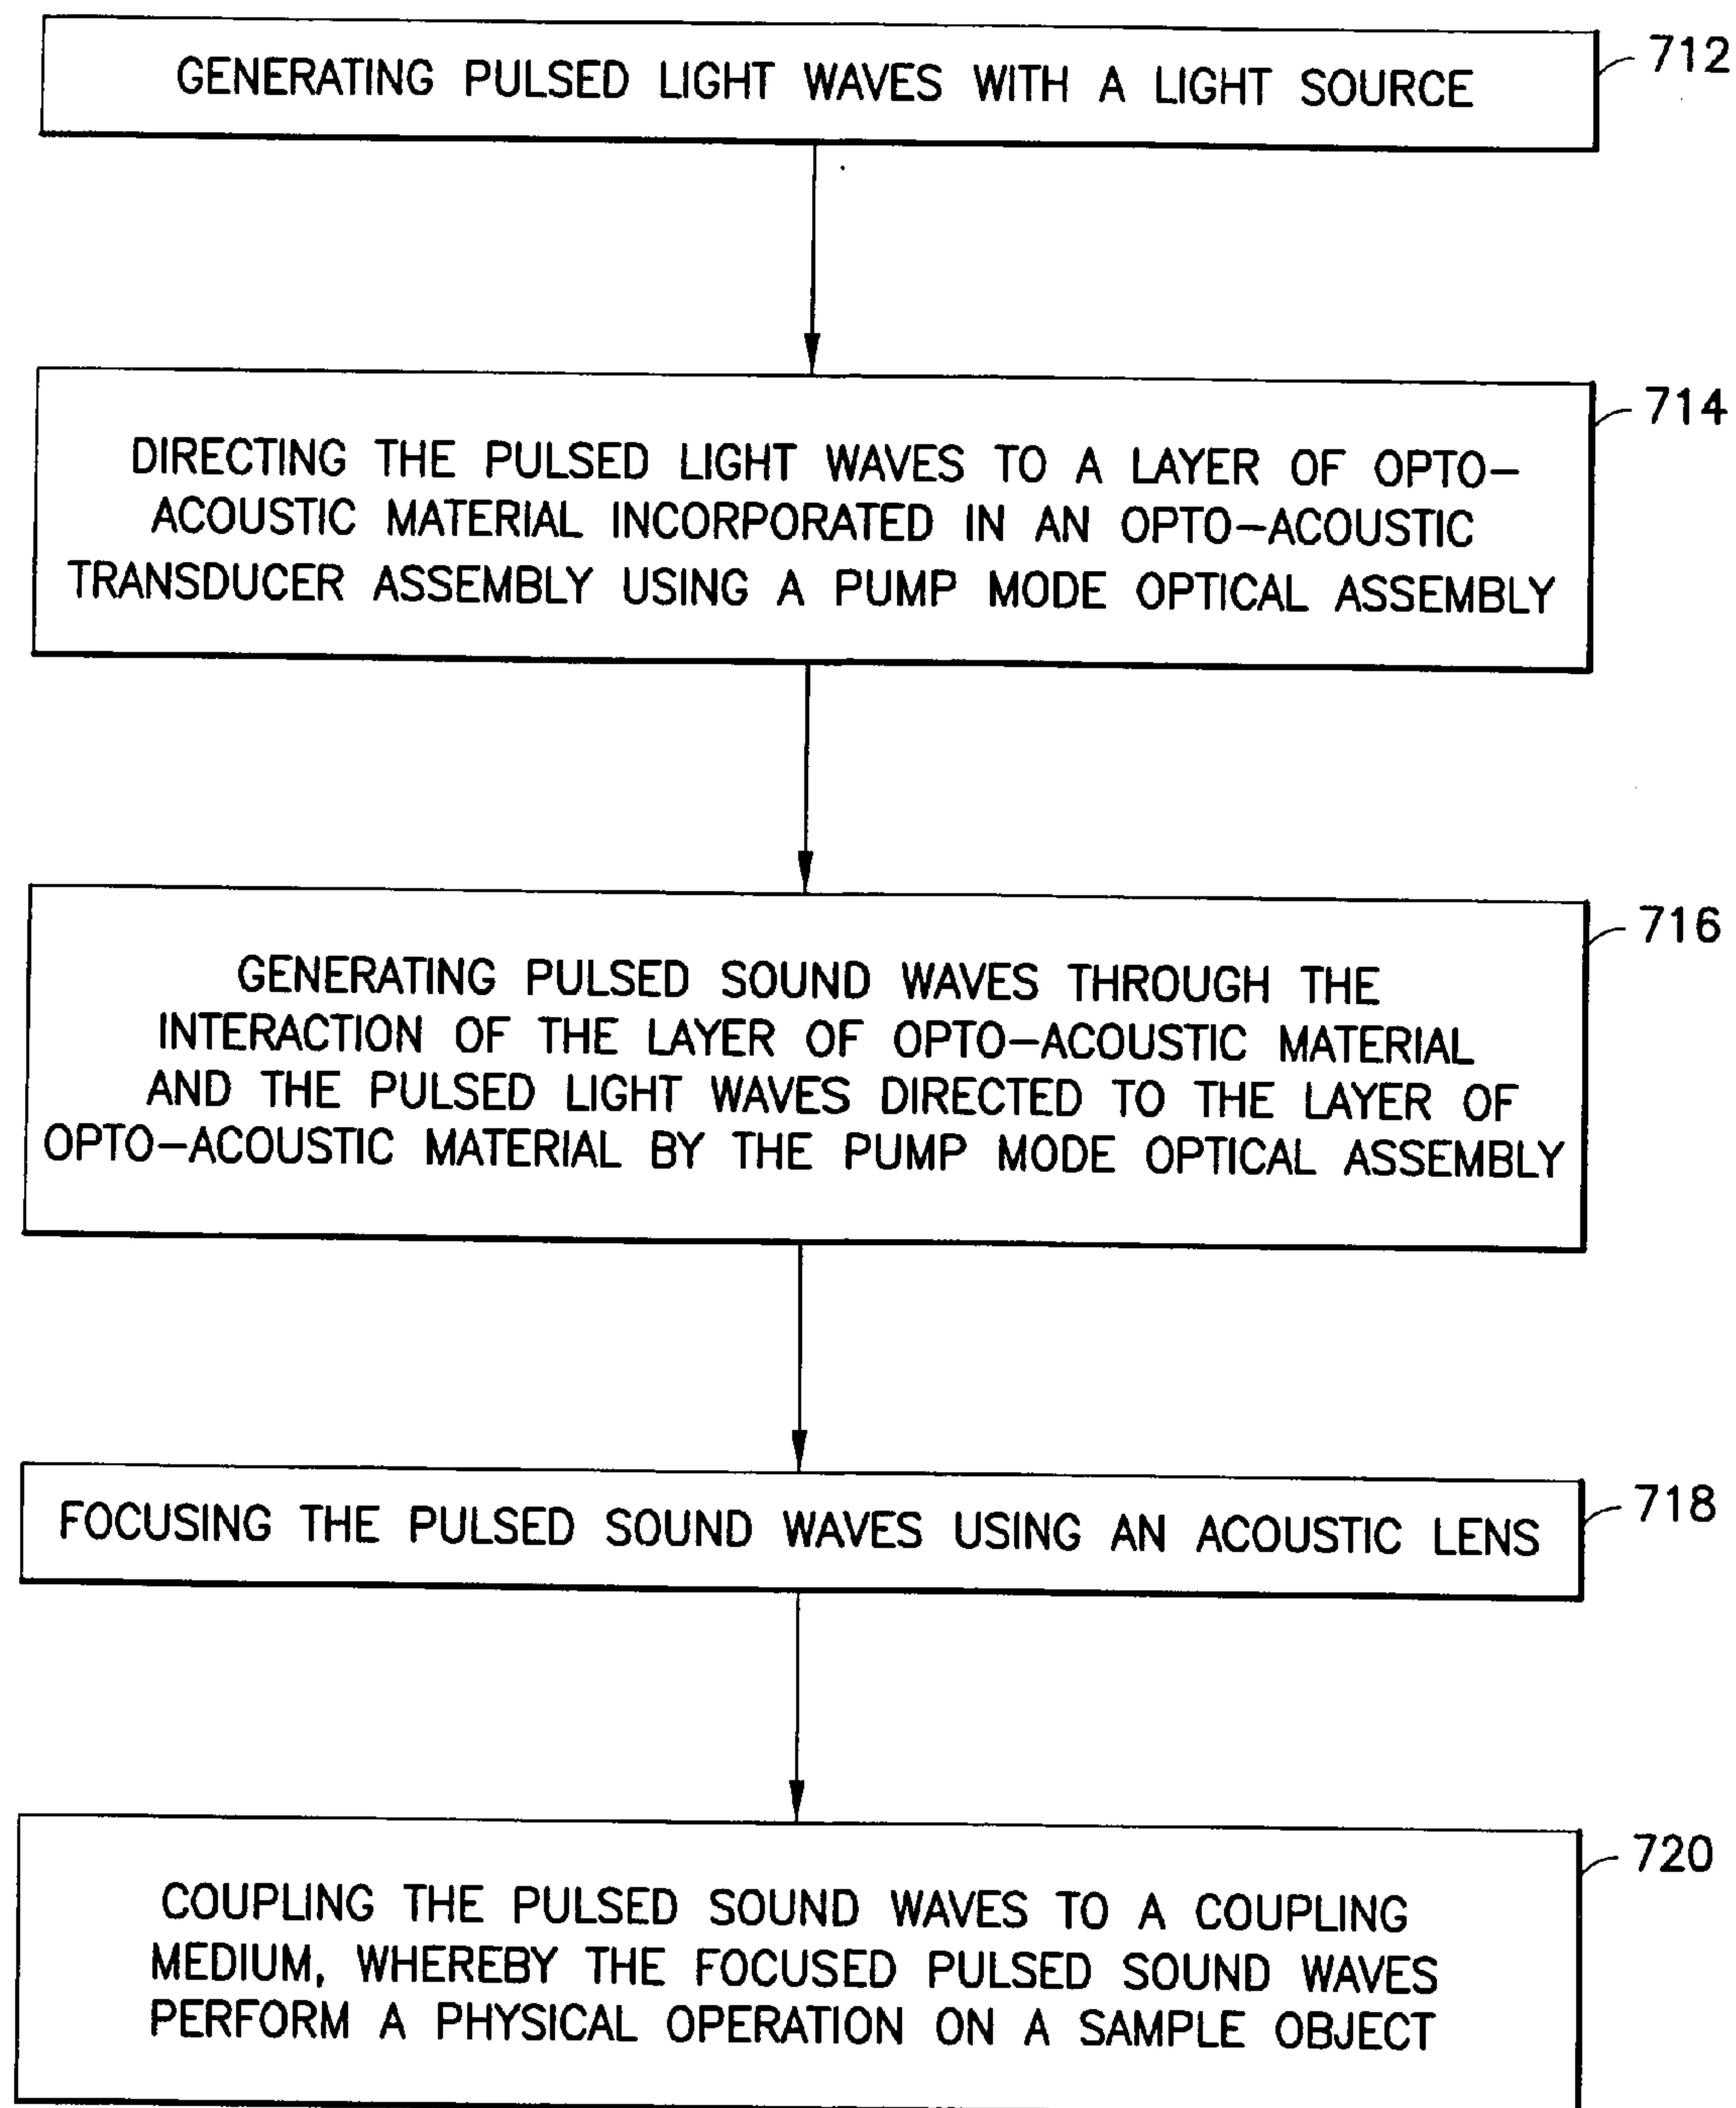 GENERATING PULSED LIGHT WAVES WITH A LIGHT SOURCE
712
DIRECTING THE PULSED LIGHT WAVES TO A LAYER OF OPTO-
ACOUSTIC MATERIAL INCORPORATED IN AN OPTO-ACOUSTIC
TRANSDUCER ASSEMBLY USING A PUMP MODE OPTICAL ASSEMBLY
714
GENERATING PULSED SOUND WAVES THROUGH THE
INTERACTION OF THE LAYER OF OPTO-ACOUSTIC MATERIAL
AND THE PULSED LIGHT WAVES DIRECTED TO THE LAYER OF
OPTO-ACOUSTIC MATERIAL BY THE PUMP MODE OPTICAL ASSEMBLY
716
FOCUSING THE PULSED SOUND WAVES USING AN ACOUSTIC LENS
718
COUPLING THE PULSED SOUND WAVES TO A COUPLING
MEDIUM, WHEREBY THE FOCUSED PULSED SOUND WAVES
PERFORM A PHYSICAL OPERATION ON A SAMPLE OBJECT
720